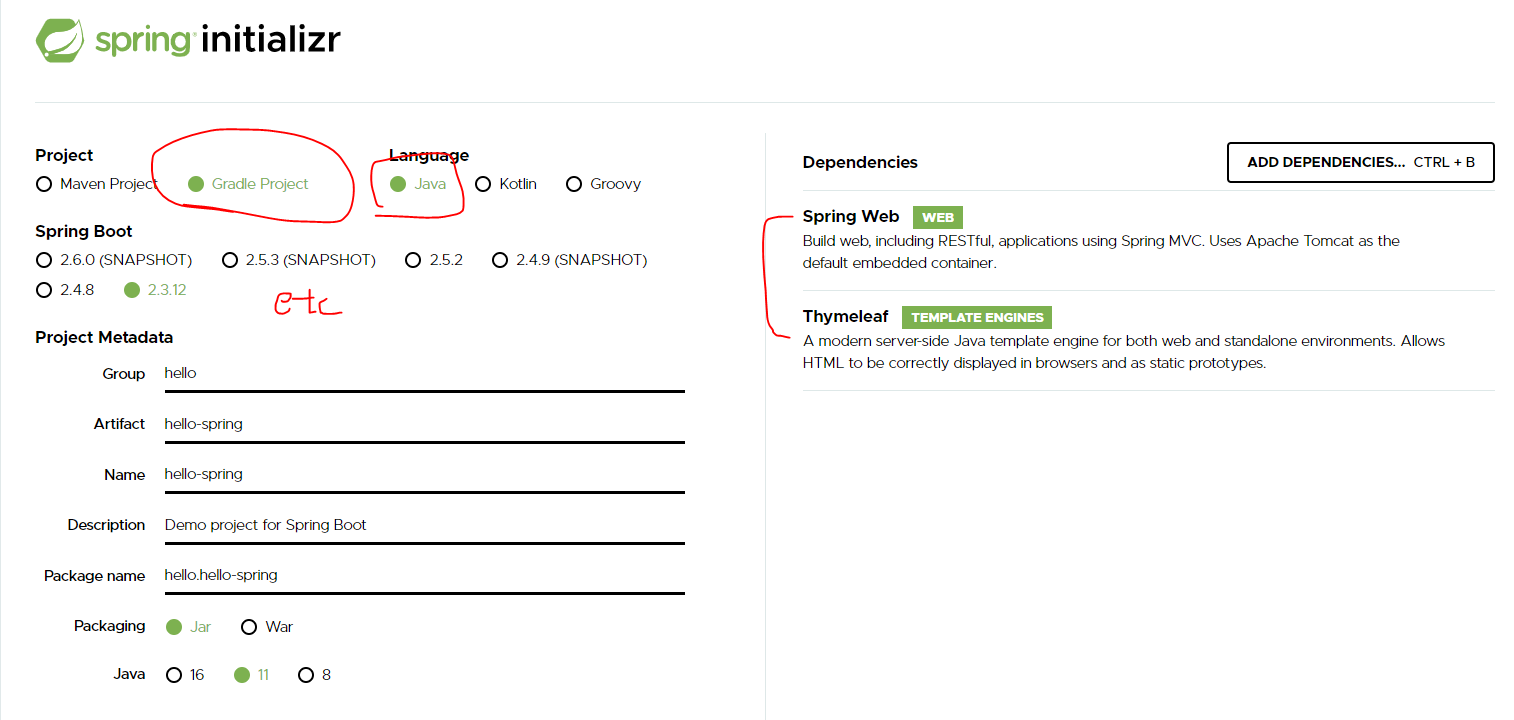 spring initializr
Project
Maven Project Gradle Project
Language
Java Kotlin Groovy
Spring Boot
2.6.0 (SNAPSHOT) 2.5.3 (SNAPSHOT) 2.5.2 2.4.9 (SNAPSHOT)
2.4.8 2.3.12
etc
Project Metadata
Group hello
Artifact hello-spring
Name hello-spring
Description Demo project for Spring Boot
Package name hello.hello-spring
Packaging Jar War
Java 16 11 8
Dependencies
ADD DEPENDENCIES... CTRL + B
Spring Web WEB
Build web, including RESTful, applications using Spring MVC. Uses Apache Tomcat as the
default embedded container.
Thymeleaf TEMPLATE ENGINES
A modern server-side Java template engine for both web and standalone environments. Allows
HTML to be correctly displayed in browsers and as static prototypes.